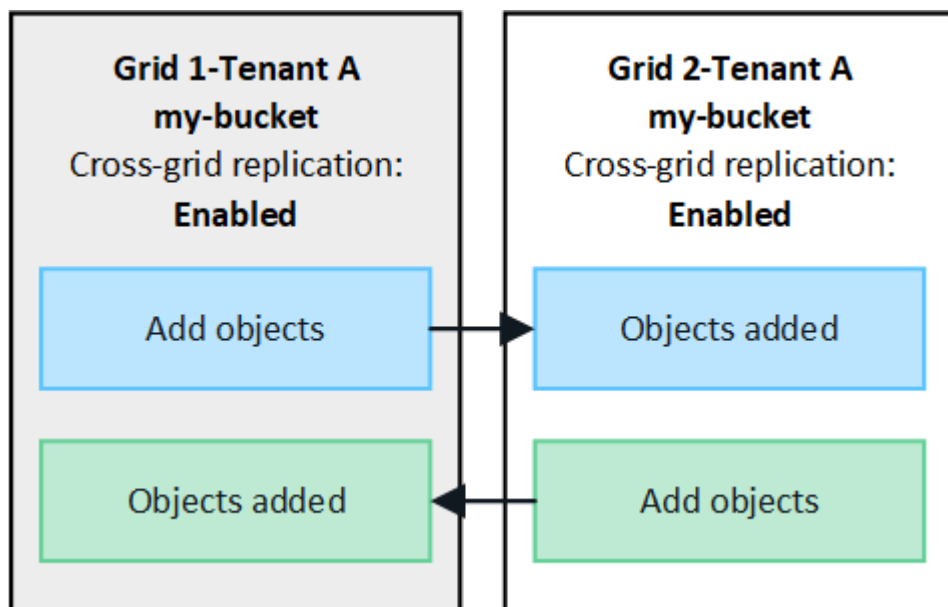 Grid 1-Tenant A
my-bucket
Cross-grid replication:
Enabled
Add objects
Objects added
Grid 2-Tenant A
my-bucket
Cross-grid replication:
Enabled
Objects added
Add objects